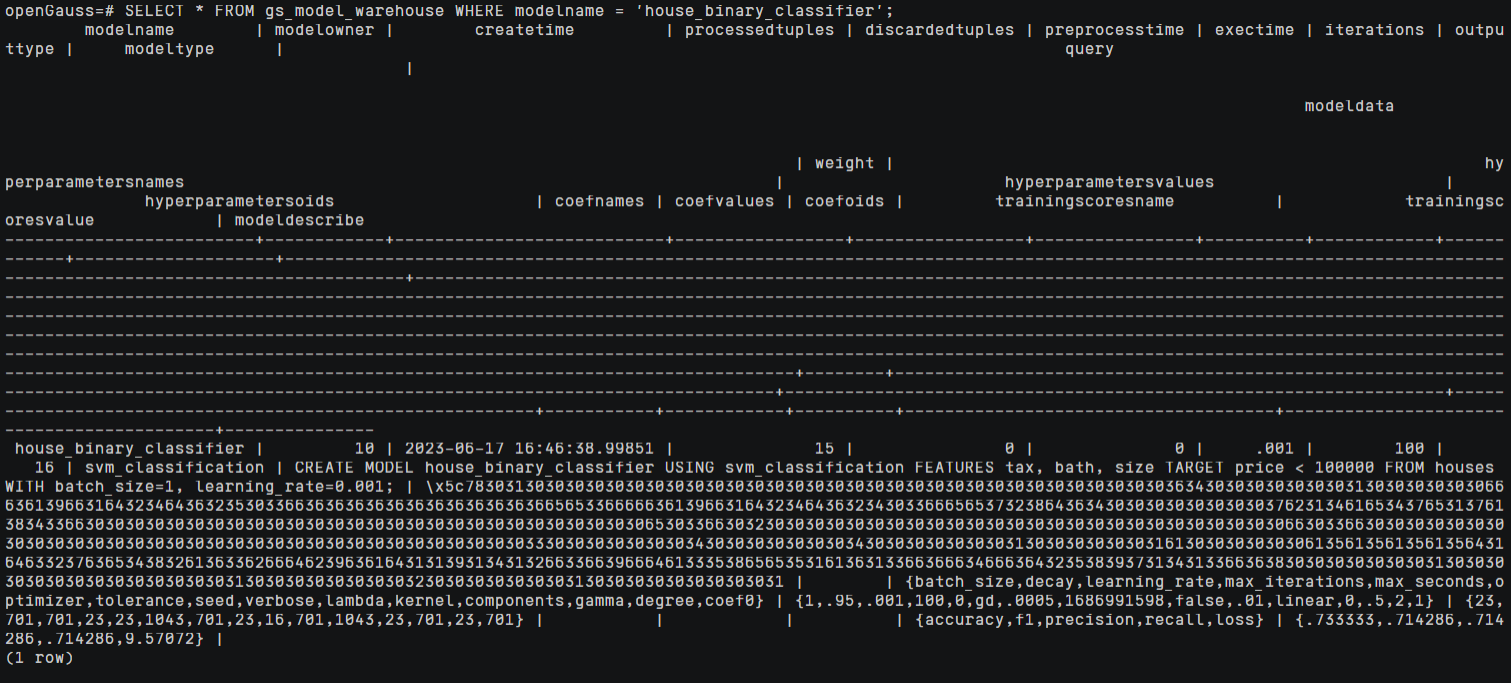 openGauss=# SELECT * FROM gs_model_warehouse WHERE modelname = 'house_binary_classifier';
modelname | modelowner | createtime | processedtuples | discardedtuples | preprocesstime | exectime | iterations | outpu
ttype | modeltype | query
|
modeldata
| weight | hy
perparametersnames | hyperparametersvalues |
hyperparametersoids | coefnames | coefvalues | coefoids | trainingscoresname | trainingsc
oresvalue | modeldescribe
house_binary_classifier | 10 | 2023-06-17 16:46:38.99851 | 15 | 0 | 0 | .001 | 100 |
16 | svm_classification | CREATE MODEL house_binary_classifier USING svm_classification FEATURES tax, bath, size TARGET price < 100000 FROM houses
WITH batch_size=1, learning_rate=0.001; |
| | {batch_size,decay,learning_rate,max_iterations,max_seconds,o
ptimizer,tolerance,seed,verbose,lambda,kernel,components,gamma,degree,coef0} | {1,.95,.001,100,0,gd,.0005,1686991598,false,.01,linear,0,.5,2,1} | {23,
701,701,23,23,1043,701,23,16,701,1043,23,701,23,701} | | | | {accuracy,f1,precision,recall,loss} | {.733333,.714286,.714
286,.714286,9.57072} |
(1 row)